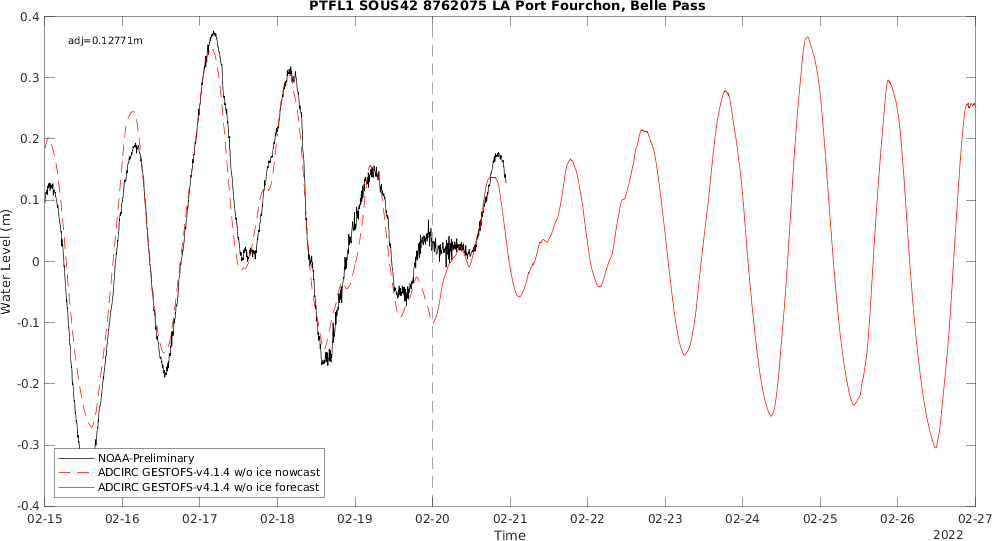 PTFL1 SOUS42 8762075 LA Port Fourchon, Belle Pass
adj=0.12771m
0.4
0.3
0.2
0.1
0
-0.1
-0.2
-0.3
-0.4
Water Level (m)
NOAA-Preliminary
ADCIRC GESTOFS-v4.1.4 w/o ice nowcast
ADCIRC GESTOFS-v4.1.4 w/o ice forecast
02-15 02-16 02-17 02-18 02-19 02-20 02-21 02-22 02-23 02-24 02-25 02-26 02-27
Time
2022